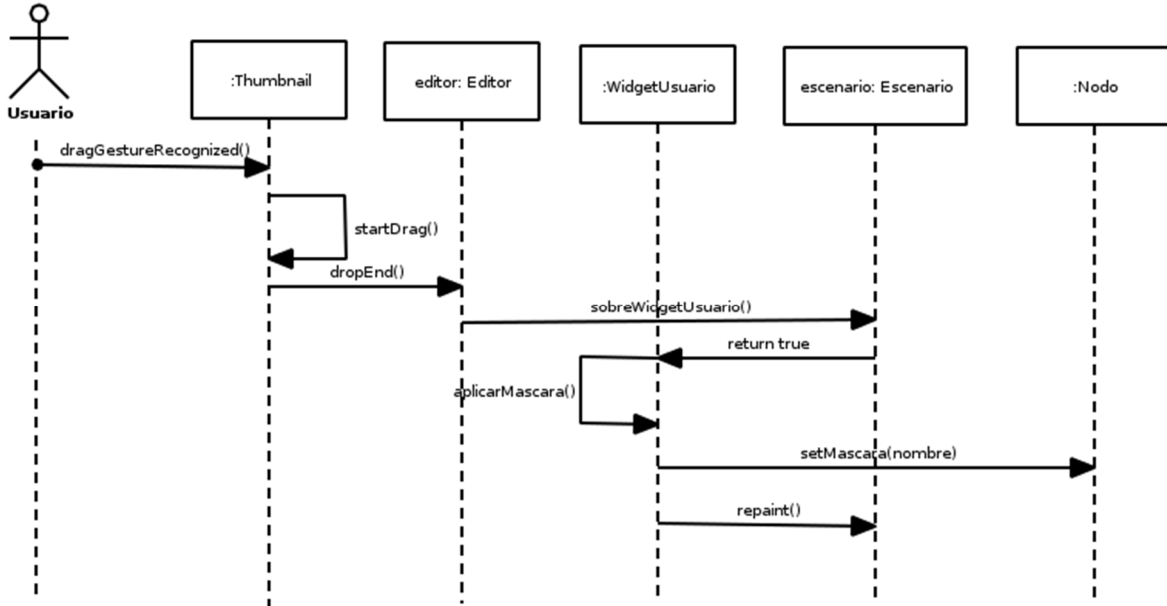 Usuario
:Thumbnail
editor: Editor
:WidgetUsuario
escenario: Escenario
:Nodo
dragGestureRecognized()
startDrag()
dropEnd()
sobreWidgetUsuario()
return true
aplicarMascara()
setMascara(nombre)
repaint()